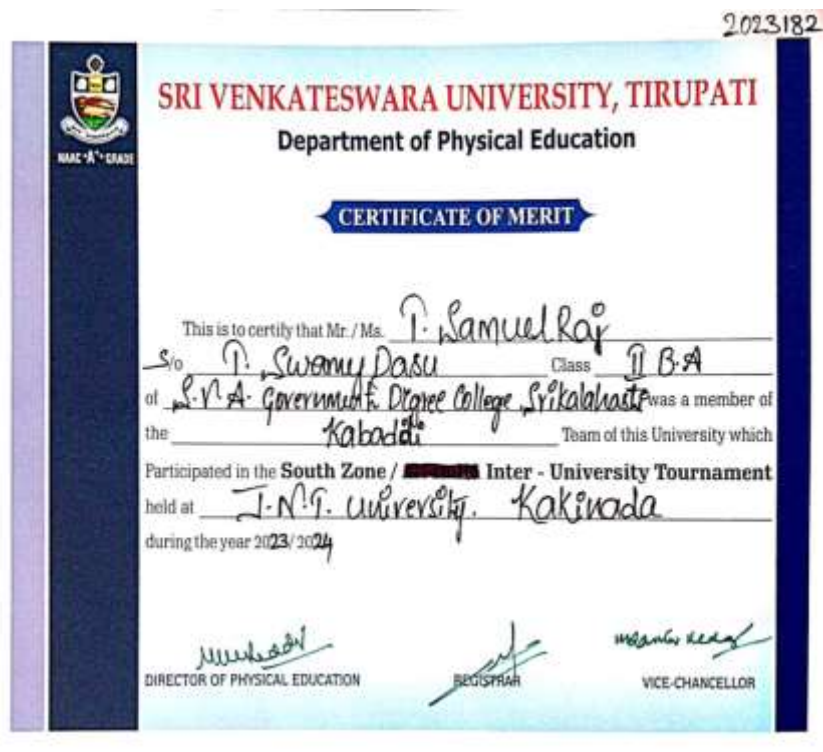 2023182
SRI VENKATESWARA UNIVERSITY, TIRUPATI
Department of Physical Education
NAAC "A+" GRADE
CERTIFICATE OF MERIT
This is to certify that Mr. / Ms. T. Samuel Raj
S/o T. Swamy Dasu Class II B.A
of Government Degree College Srikalahasti was a member of
the Kabaddi Team of this University which
Participated in the South Zone / Inter - University Tournament
held at J.N.T. University. Kakinada
during the year 2023/2024
DIRECTOR OF PHYSICAL EDUCATION
REGISTRAR
VICE-CHANCELLOR